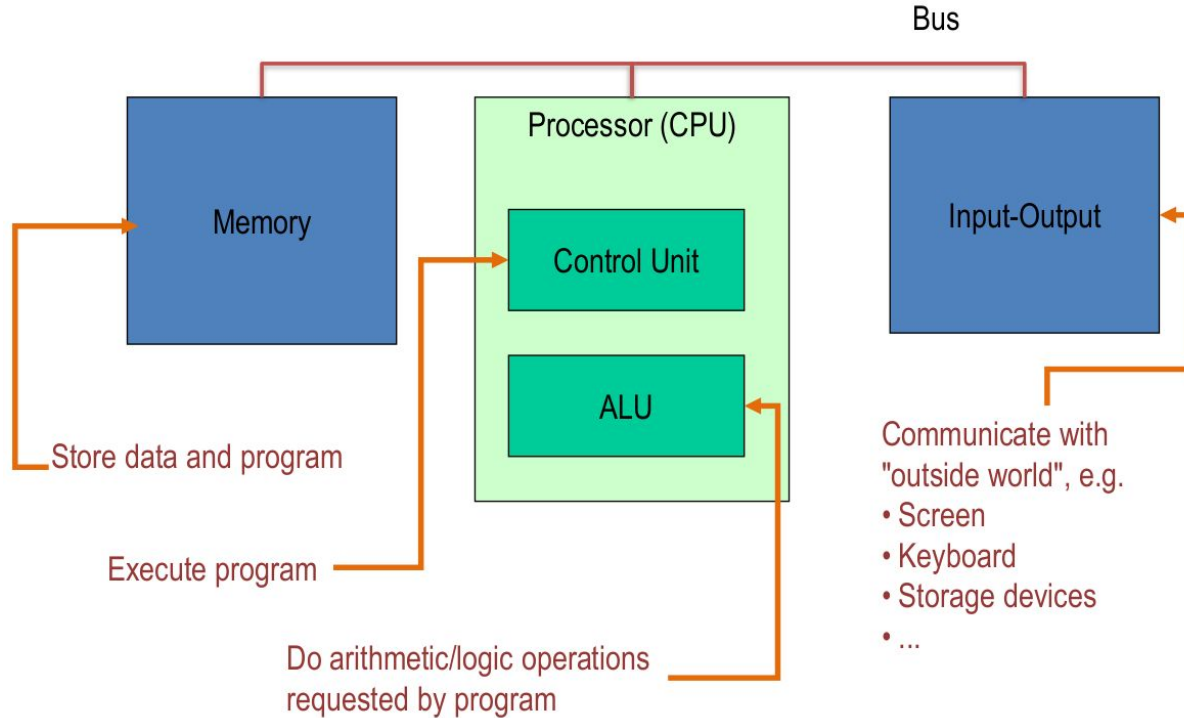 Bus
Processor (CPU)
Memory
Input-Output
Control Unit
ALU
Store data and program
Communicate with
"outside world", e.g.
• Screen
• Keyboard
• Storage devices
• ...
Execute program
Do arithmetic/logic operations
requested by program